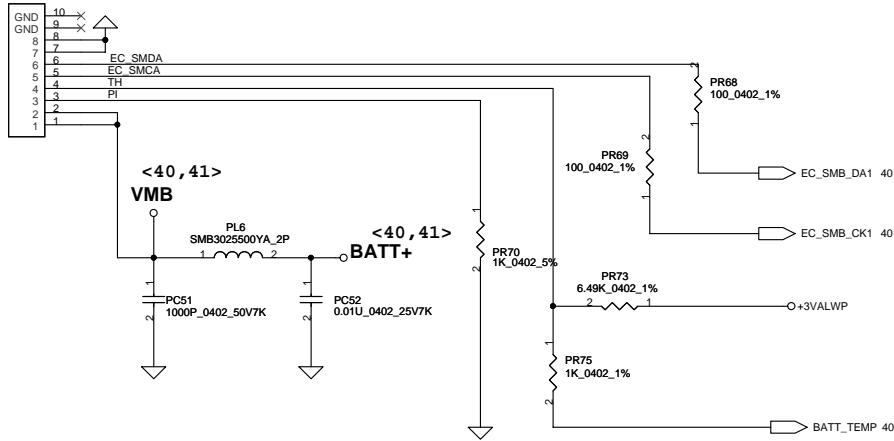 GND 10
GND 9
8 8
7 7
6 6 EC_SMDA
5 5 EC_SMCA
4 4 TH
3 3 PI
2 2
1 1
2
PR68
100_0402_1%
1
2
PR69
100_0402_1%
1
EC_SMB_DA1 40
EC_SMB_CK1 40
<40,41>
VMB
PL6
SMB3025500YA_2P
1 2
<40,41>
BATT+
1
PC51
1000P_0402_50V7K
2
1
PC52
0.01U_0402_25V7K
2
1
PR70
1K_0402_5%
2
PR73
6.49K_0402_1%
2 1
+3VALWP
1
PR75
1K_0402_1%
2
BATT_TEMP 40